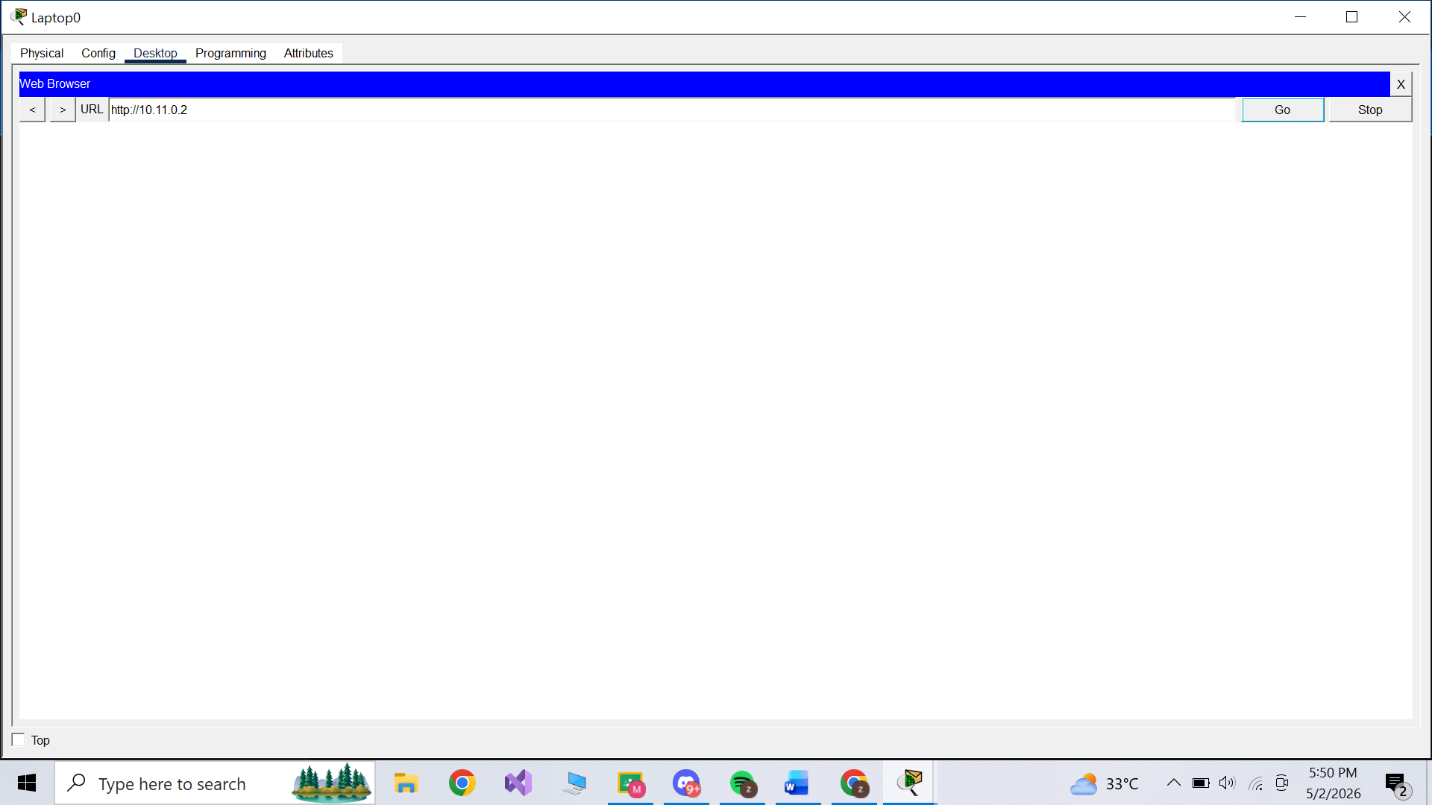 Laptop0
Physical Config Desktop Programming Attributes
Web Browser X
< > URL http://10.11.0.2 Go Stop
Top
Type here to search
M 9+ z W z 33°C 5:50 PM
5/2/2026 2